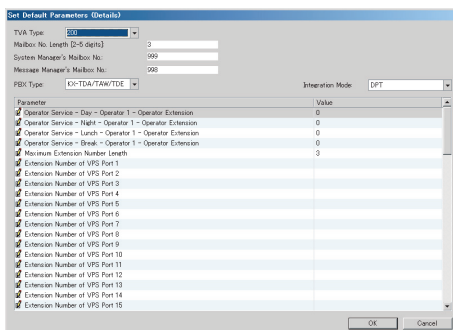 Set Default Parameters (Details)
TVA Type: 200
Mailbox No. Length (2-5 digits) 3
System Manager's Mailbox No: 999
Message Manager's Mailbox No: 998
PBX Type: KX-TDA/TAW/TDE Integration Mode: DPT
Parameter Value
Operator Service - Day - Operator 1 - Operator Extension 0
Operator Service - Night - Operator 1 - Operator Extension 0
Operator Service - Lunch - Operator 1 - Operator Extension 0
Operator Service - Break - Operator 1 - Operator Extension 0
Maximum Extension Number Length 3
Extension Number of VPS Port 1
Extension Number of VPS Port 2
Extension Number of VPS Port 3
Extension Number of VPS Port 4
Extension Number of VPS Port 5
Extension Number of VPS Port 6
Extension Number of VPS Port 7
Extension Number of VPS Port 8
Extension Number of VPS Port 9
Extension Number of VPS Port 10
Extension Number of VPS Port 11
Extension Number of VPS Port 12
Extension Number of VPS Port 13
Extension Number of VPS Port 14
Extension Number of VPS Port 15
OK Cancel